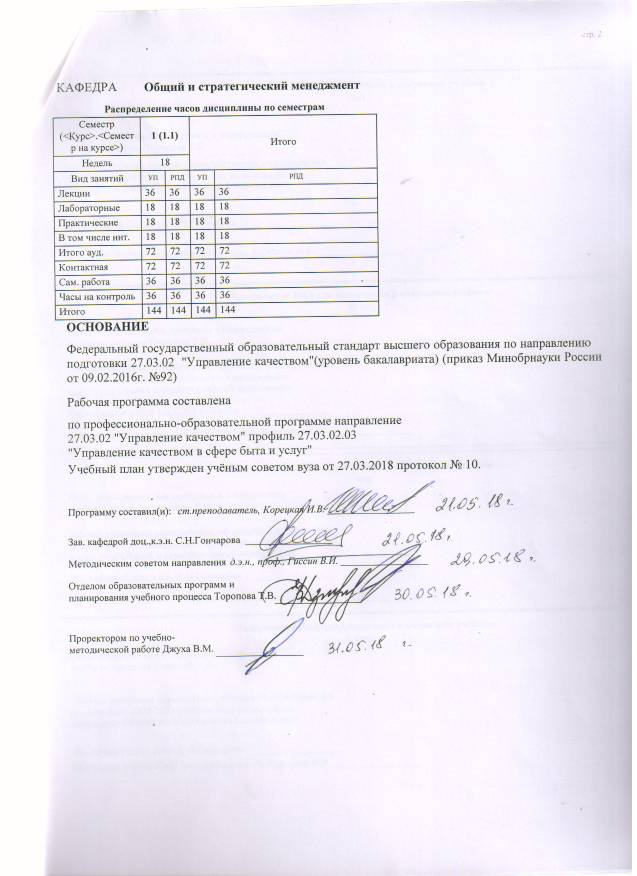 стр. 2
КАФЕДРА Общий и стратегический менеджмент
Распределение часов дисциплины по семестрам
Семестр
(<Курс>.<Семест
р на курсе>)
1 (1.1)
Итого
Недель 18
Вид занятий УП РПД УП РПД
Лекции 36 36 36 36
Лабораторные 18 18 18 18
Практические 18 18 18 18
В том числе инт. 18 18 18 18
Итого ауд. 72 72 72 72
Контактная 72 72 72 72
Сам. работа 36 36 36 36
Часы на контроль 36 36 36 36
Итого 144 144 144 144
ОСНОВАНИЕ
Федеральный государственный образовательный стандарт высшего образования по направлению
подготовки 27.03.02 "Управление качеством"(уровень бакалавриата) (приказ Минобрнауки России
от 09.02.2016г. №92)
Рабочая программа составлена
по профессионально-образовательной программе направление
27.03.02 "Управление качеством" профиль 27.03.02.03
"Управление качеством в сфере быта и услуг"
Учебный план утвержден учёным советом вуза от 27.03.2018 протокол № 10.
Программу составил(и): ст.преподаватель, Корецкая И.В. 21.05.18 г.
Зав. кафедрой доц.,к.э.н. С.Н.Гончарова 21.05.18г.
Методическим советом направления д.э.н., проф., Гиссин В.И. 29.05.18 г.
Отделом образовательных программ и
планирования учебного процесса Торопова Т.В. 30.05.18 г.
Проректором по учебно-
методической работе Джуха В.М. 31.05.18 г.